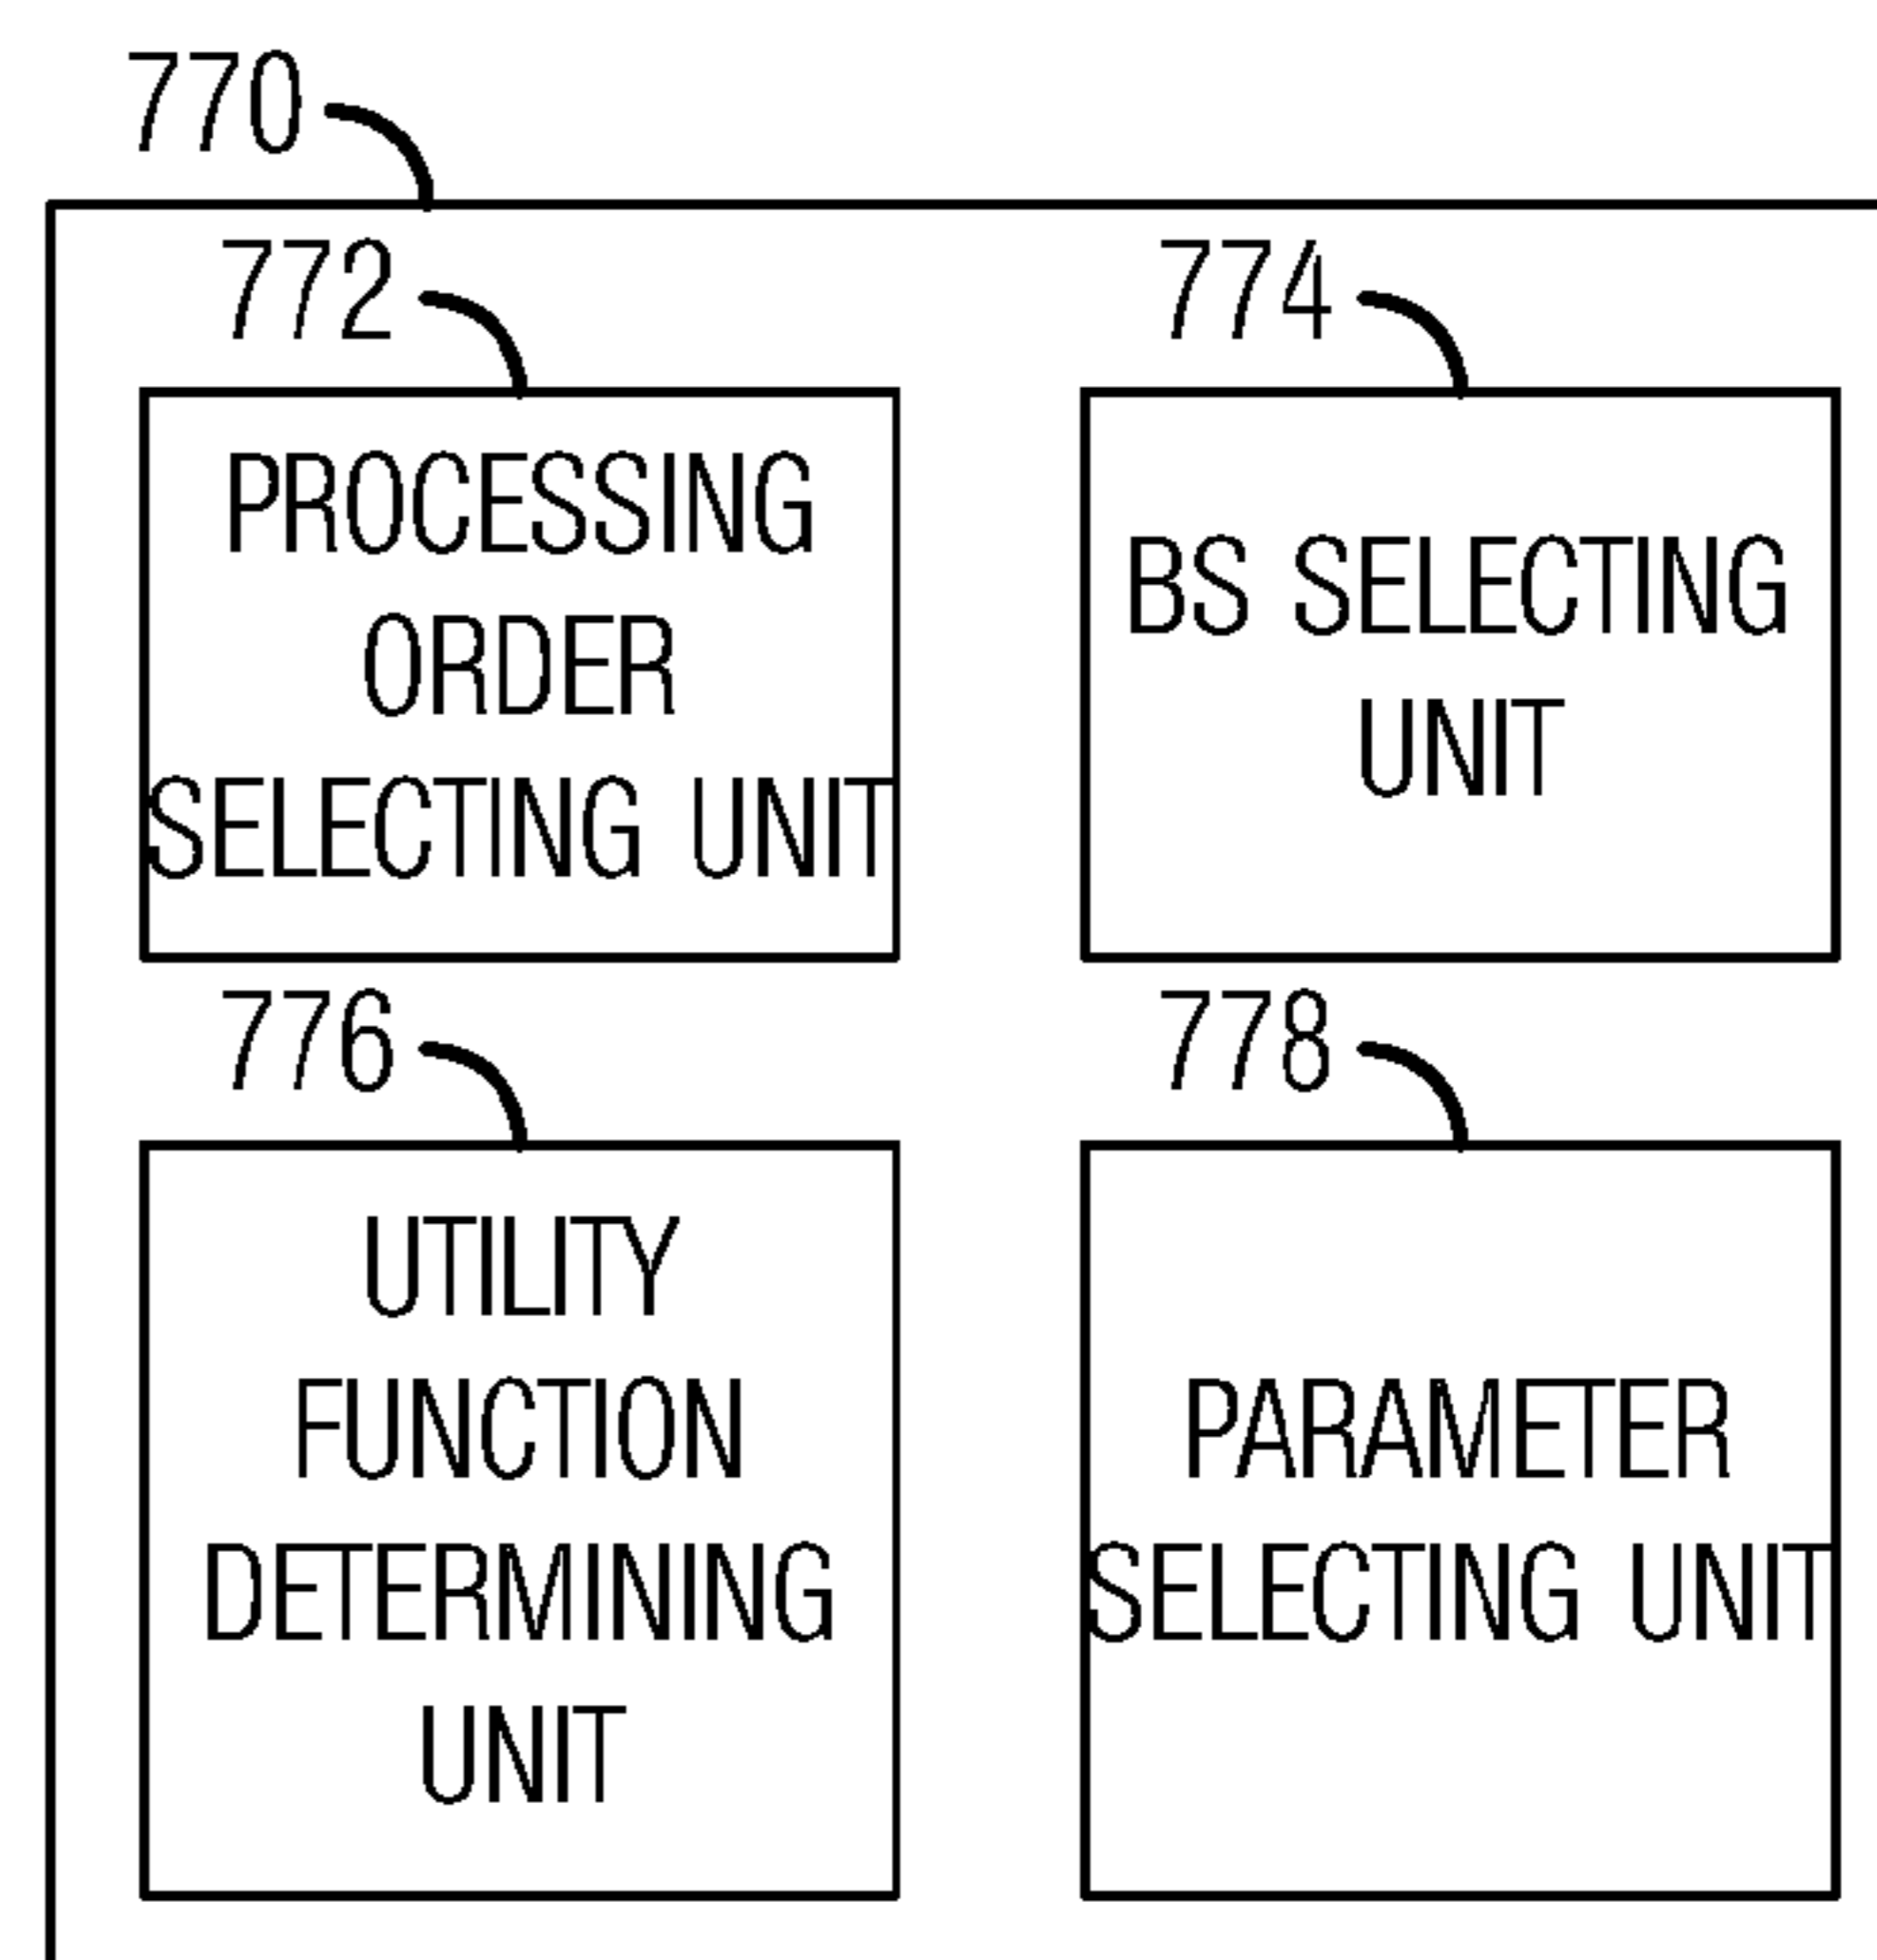 770
772
PROCESSING
ORDER
SELECTING UNIT
774
BS SELECTING
UNIT
776
UTILITY
FUNCTION
DETERMINING
UNIT
778
PARAMETER
SELECTING UNIT